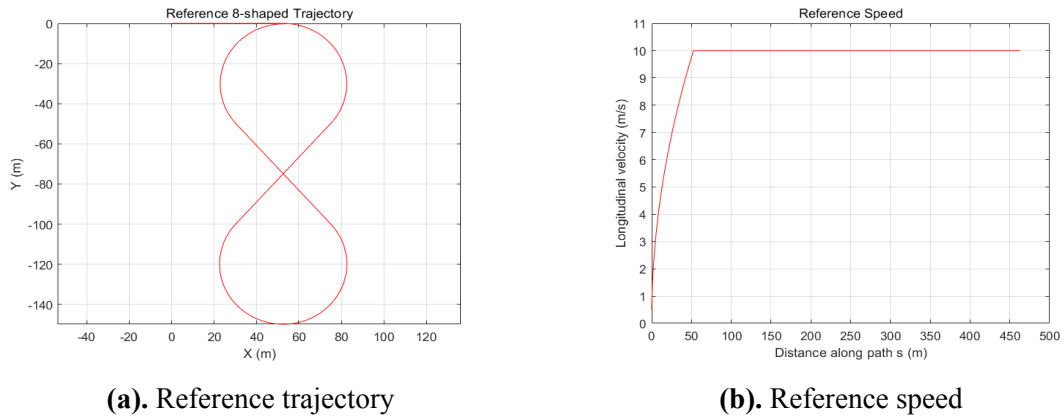 Reference 8-shaped Trajectory
0
-20
-40
-60
-80
-100
-120
-140
Y (m)
-40 -20 0 20 40 60 80 100 120
X (m)
(a). Reference trajectory
Reference Speed
11
10
9
8
7
6
5
4
3
2
1
0
Longitudinal velocity (m/s)
0 50 100 150 200 250 300 350 400 450 500
Distance along path s (m)
(b). Reference speed